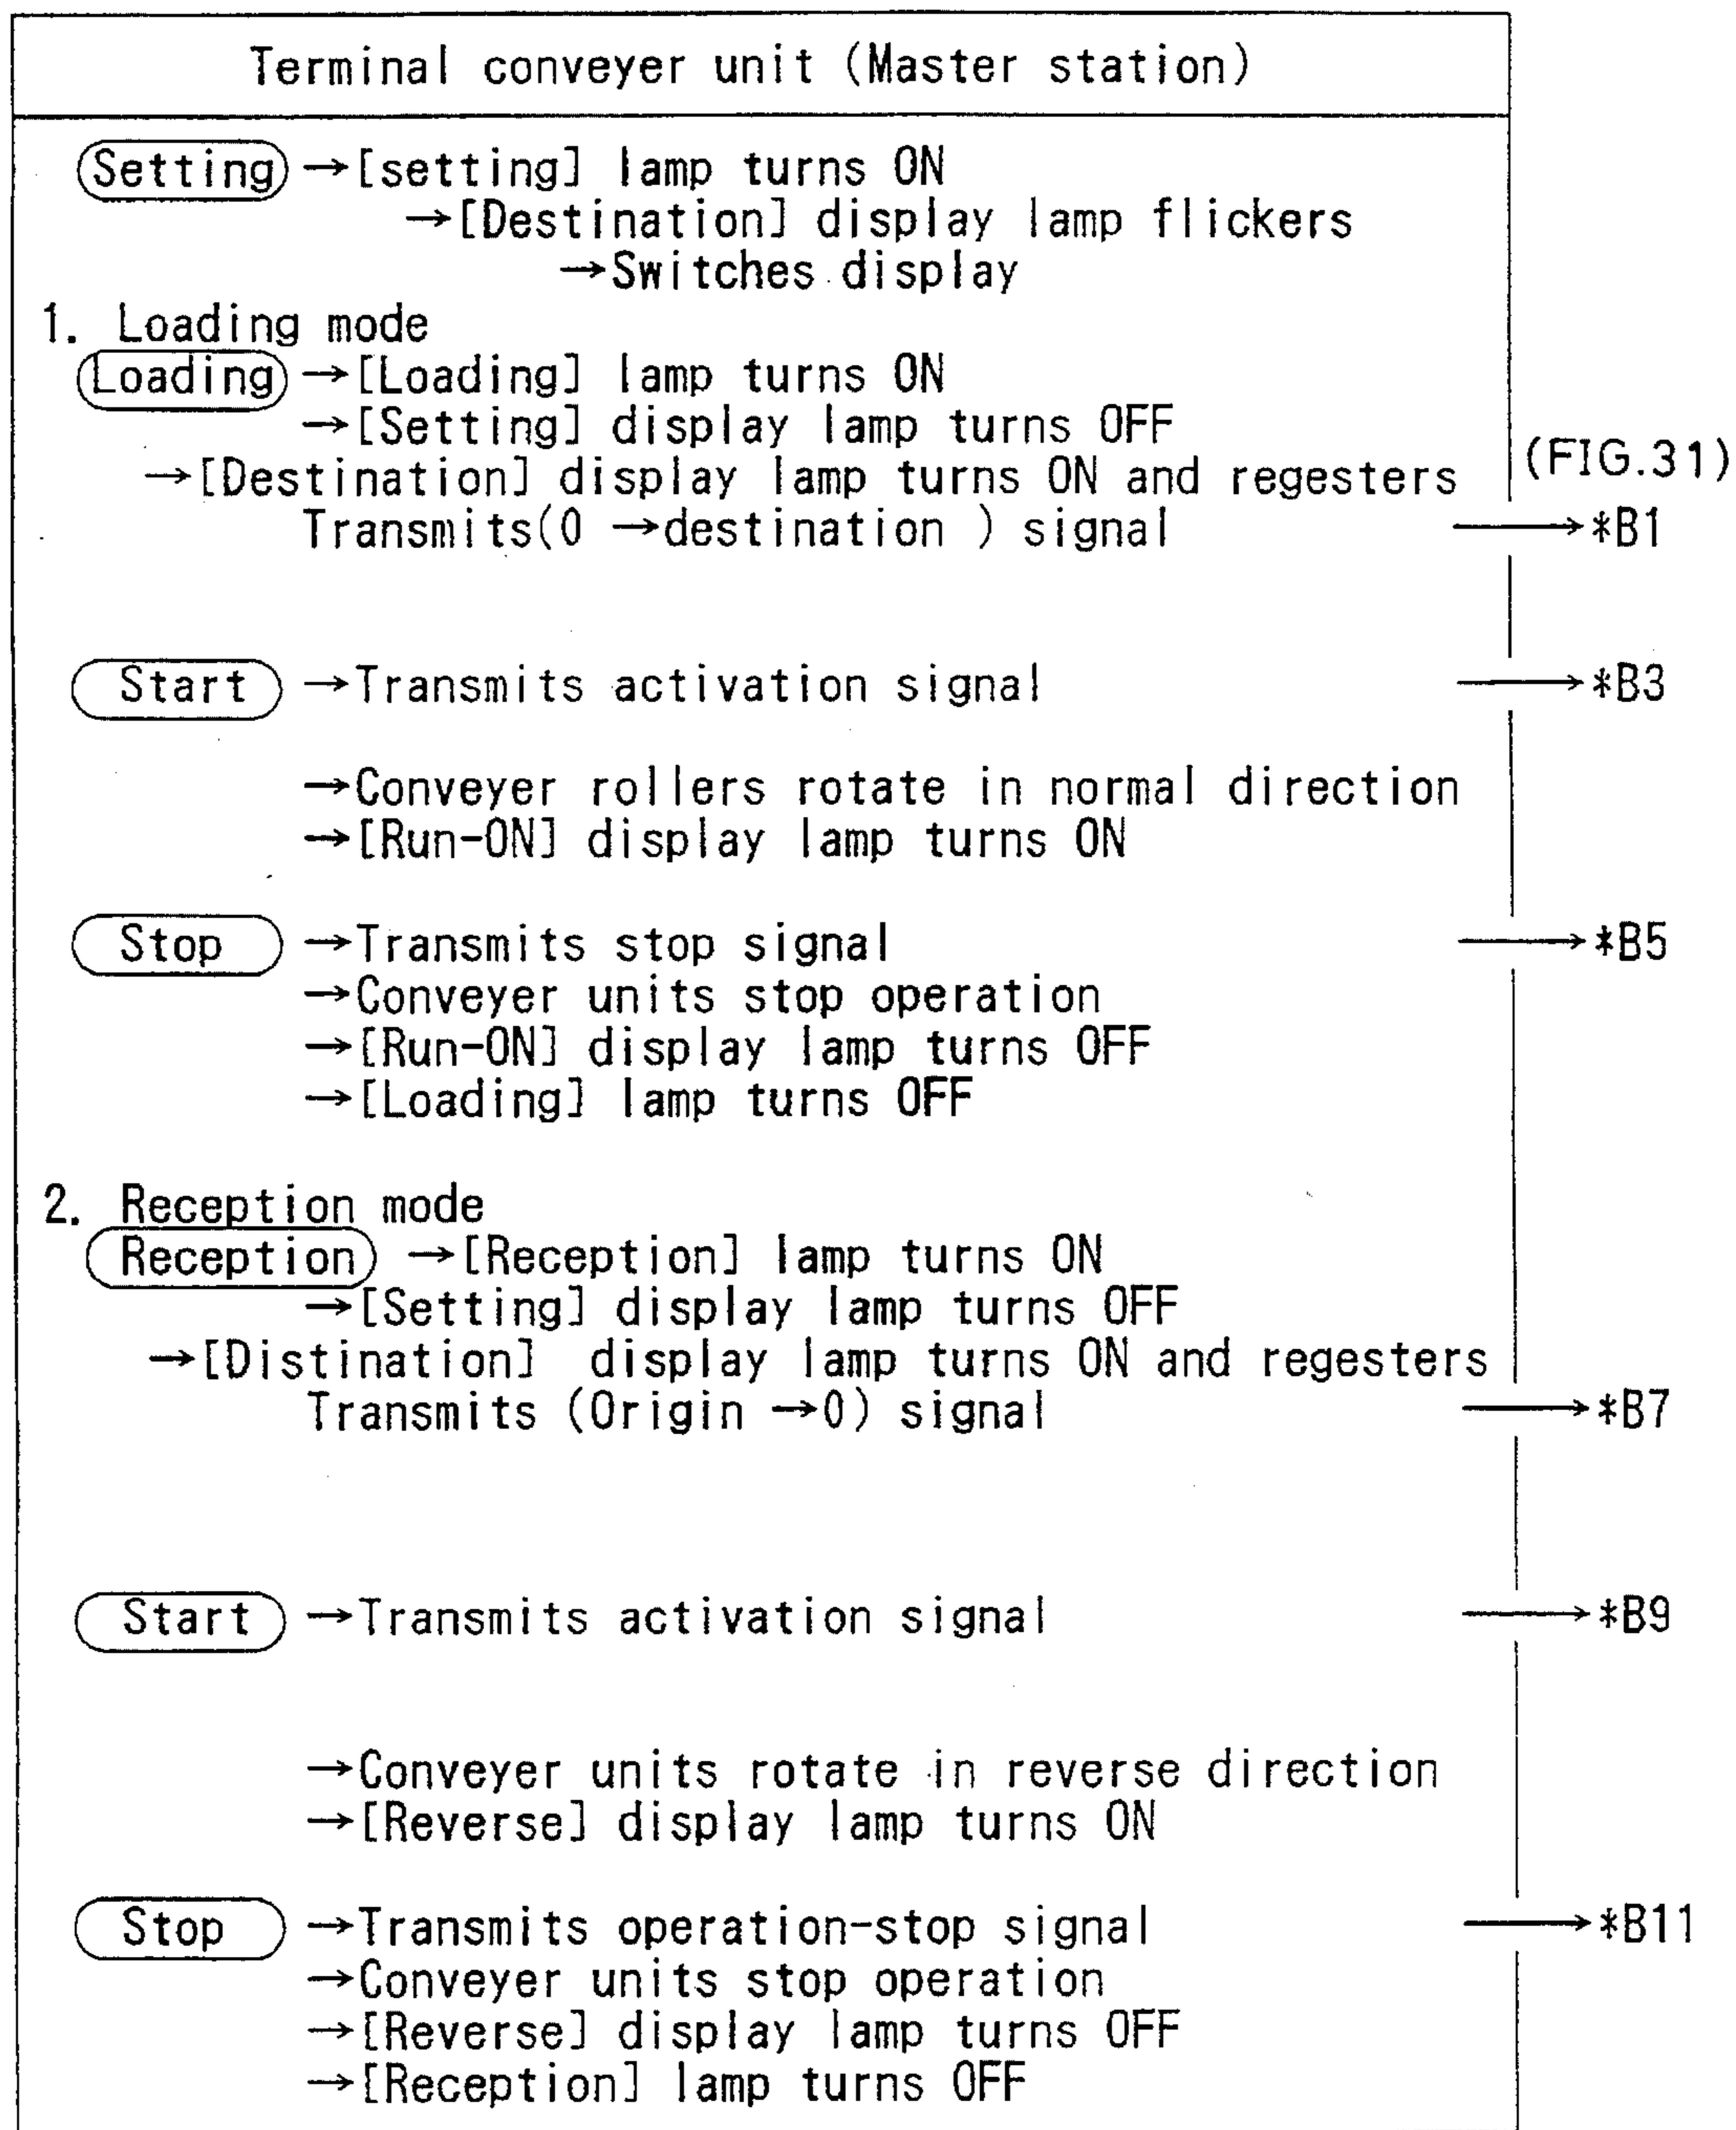 Terminal conveyer unit (Master station)
Setting →[setting] lamp turns ON
→[Destination] display lamp flickers
→Switches display
1. Loading mode
Loading →[Loading] lamp turns ON
→[Setting] display lamp turns OFF
(FIG.31)
→[Destination] display lamp turns ON and regesters
Transmits(0 →destination ) signal →*B1
Start →Transmits activation signal →*B3
→Conveyer rollers rotate in normal direction
→[Run-ON] display lamp turns ON
Stop →Transmits stop signal →*B5
→Conveyer units stop operation
→[Run-ON] display lamp turns OFF
→[Loading] lamp turns OFF
2. Reception mode
Reception →[Reception] lamp turns ON
→[Setting] display lamp turns OFF
→[Distination] display lamp turns ON and regesters
Transmits (Origin →0) signal →*B7
Start →Transmits activation signal →*B9
→Conveyer units rotate in reverse direction
→[Reverse] display lamp turns ON
Stop →Transmits operation-stop signal →*B11
→Conveyer units stop operation
→[Reverse] display lamp turns OFF
→[Reception] lamp turns OFF